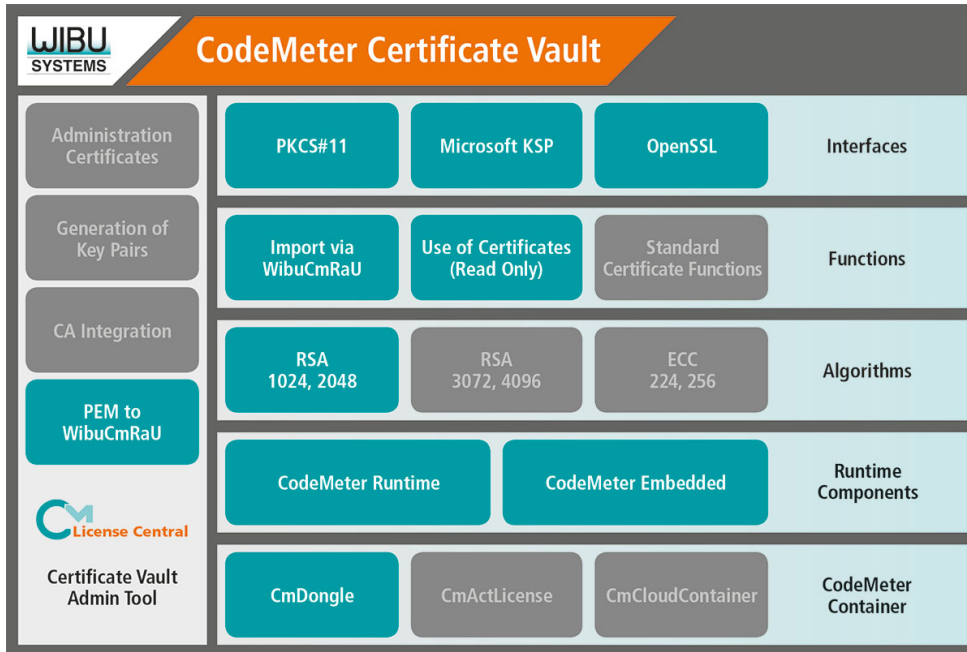 WIBU
SYSTEMS
CodeMeter Certificate Vault
Administration
Certificates
Generation of
Key Pairs
CA Integration
PEM to
WibuCmRaU
CM
License Central
Certificate Vault
Admin Tool
PKCS#11
Microsoft KSP
OpenSSL
Interfaces
Import via
WibuCmRaU
Use of Certificates
(Read Only)
Standard
Certificate Functions
Functions
RSA
1024, 2048
RSA
3072, 4096
ECC
224, 256
Algorithms
CodeMeter Runtime
CodeMeter Embedded
Runtime
Components
CmDongle
CmActLicense
CmCloudContainer
CodeMeter
Container